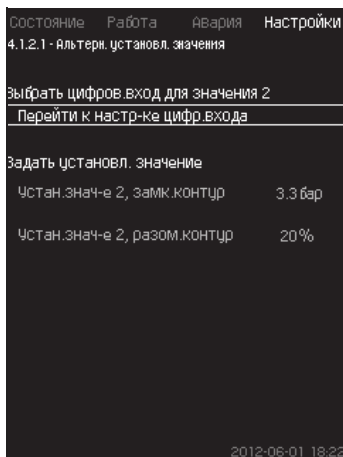 Состояние Работа Авария Настройки
4.1.2.1 - Альтерн. установл. значения
Выбрать цифров.вход для значения 2
Перейти к настр-ке цифр.входа
Задать установл. значение
Устан.знач-е 2, замк.контур 3.3 бар
Устан.знач-е 2, разом.контур 20%
2012-06-01 18:22